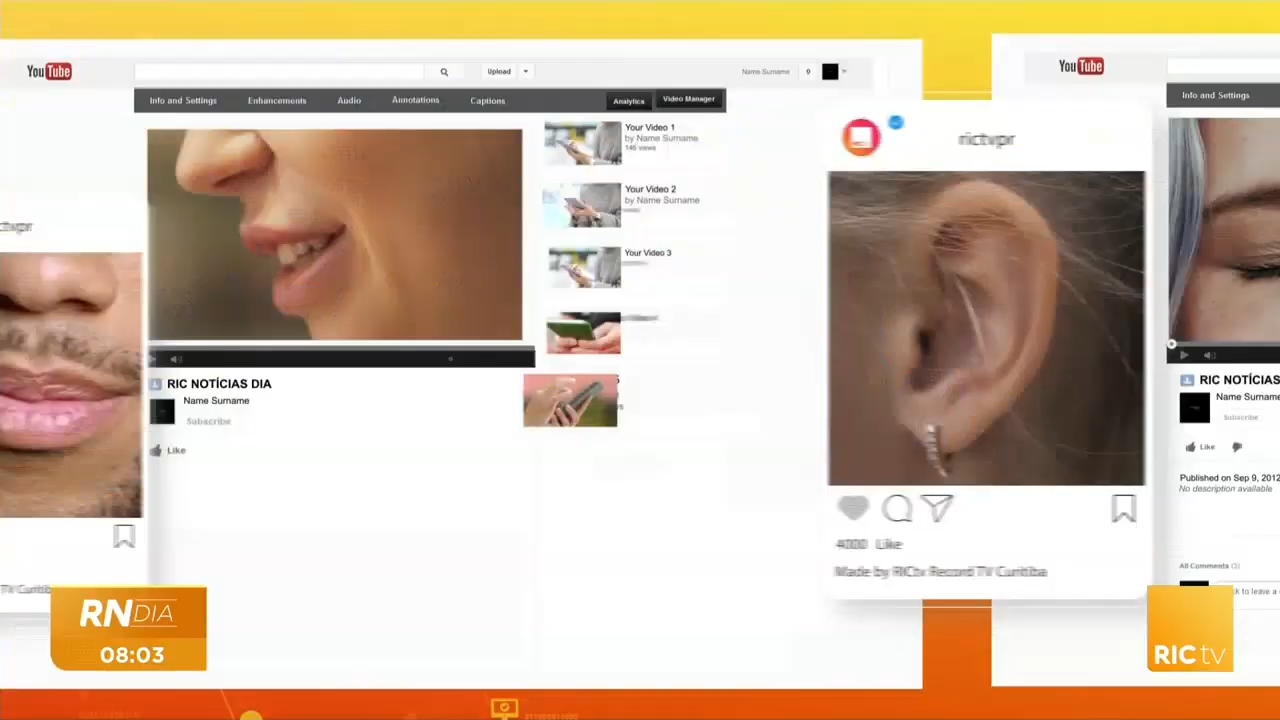 YouTube
Upload
Name Surname
0
Info and Settings
Enhancements
Audio
Annotations
Captions
Analytics
Video Manager
Your Video 1
by Name Surname
146 views
Your Video 2
by Name Surname
Your Video 3
RIC NOTÍCIAS DIA
Name Surname
Subscribe
Like
rictvpr
4000 Like
Made by RICtv Record TV Curitiba
YouTube
Info and Settings
RIC NOTÍCIAS
Name Surname
Subscribe
Like
Published on Sep 9, 2012
No description available
All Comments (3)
RN DIA
08:03
RIC tv